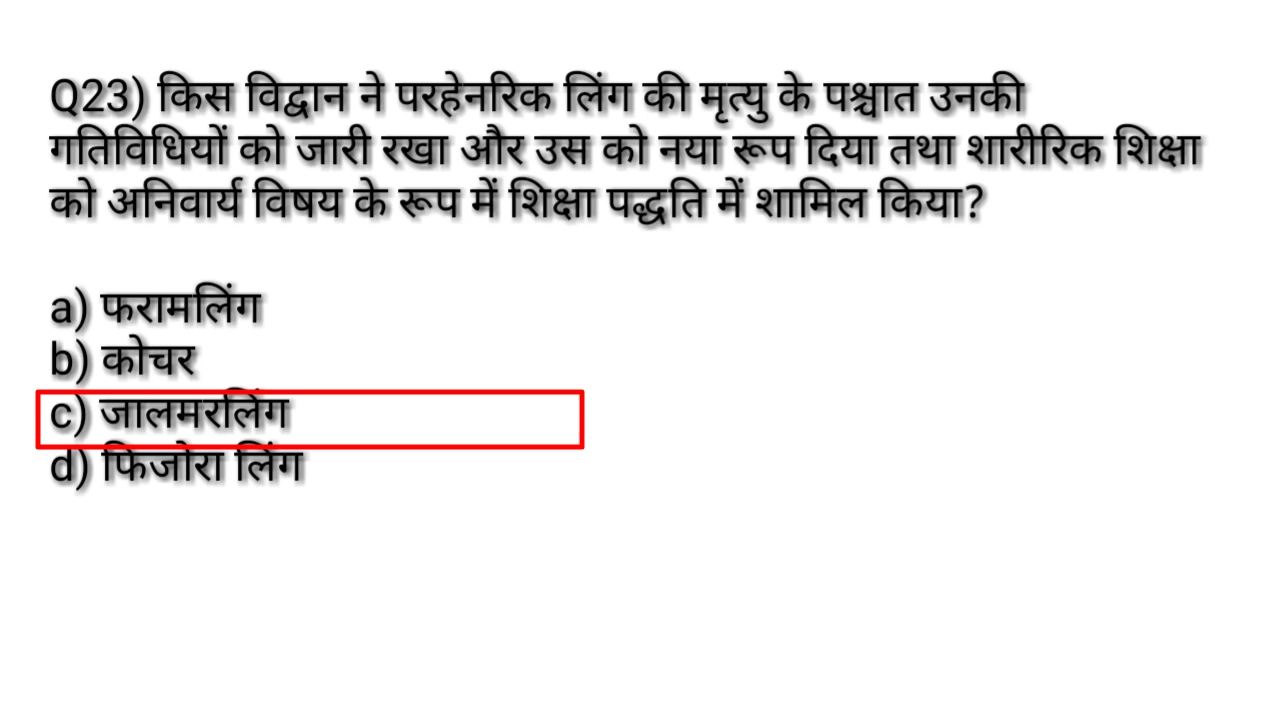 Q23) किस विद्वान ने परहेनरिक लिंग की मृत्यु के पश्चात उनकी
गतिविधियों को जारी रखा और उस को नया रूप दिया तथा शारीरिक शिक्षा
को अनिवार्य विषय के रूप में शिक्षा पद्धति में शामिल किया?
a) फरामलिंग
b) कोचर
c) जालमरलिंग
d) फिजोरा लिंग